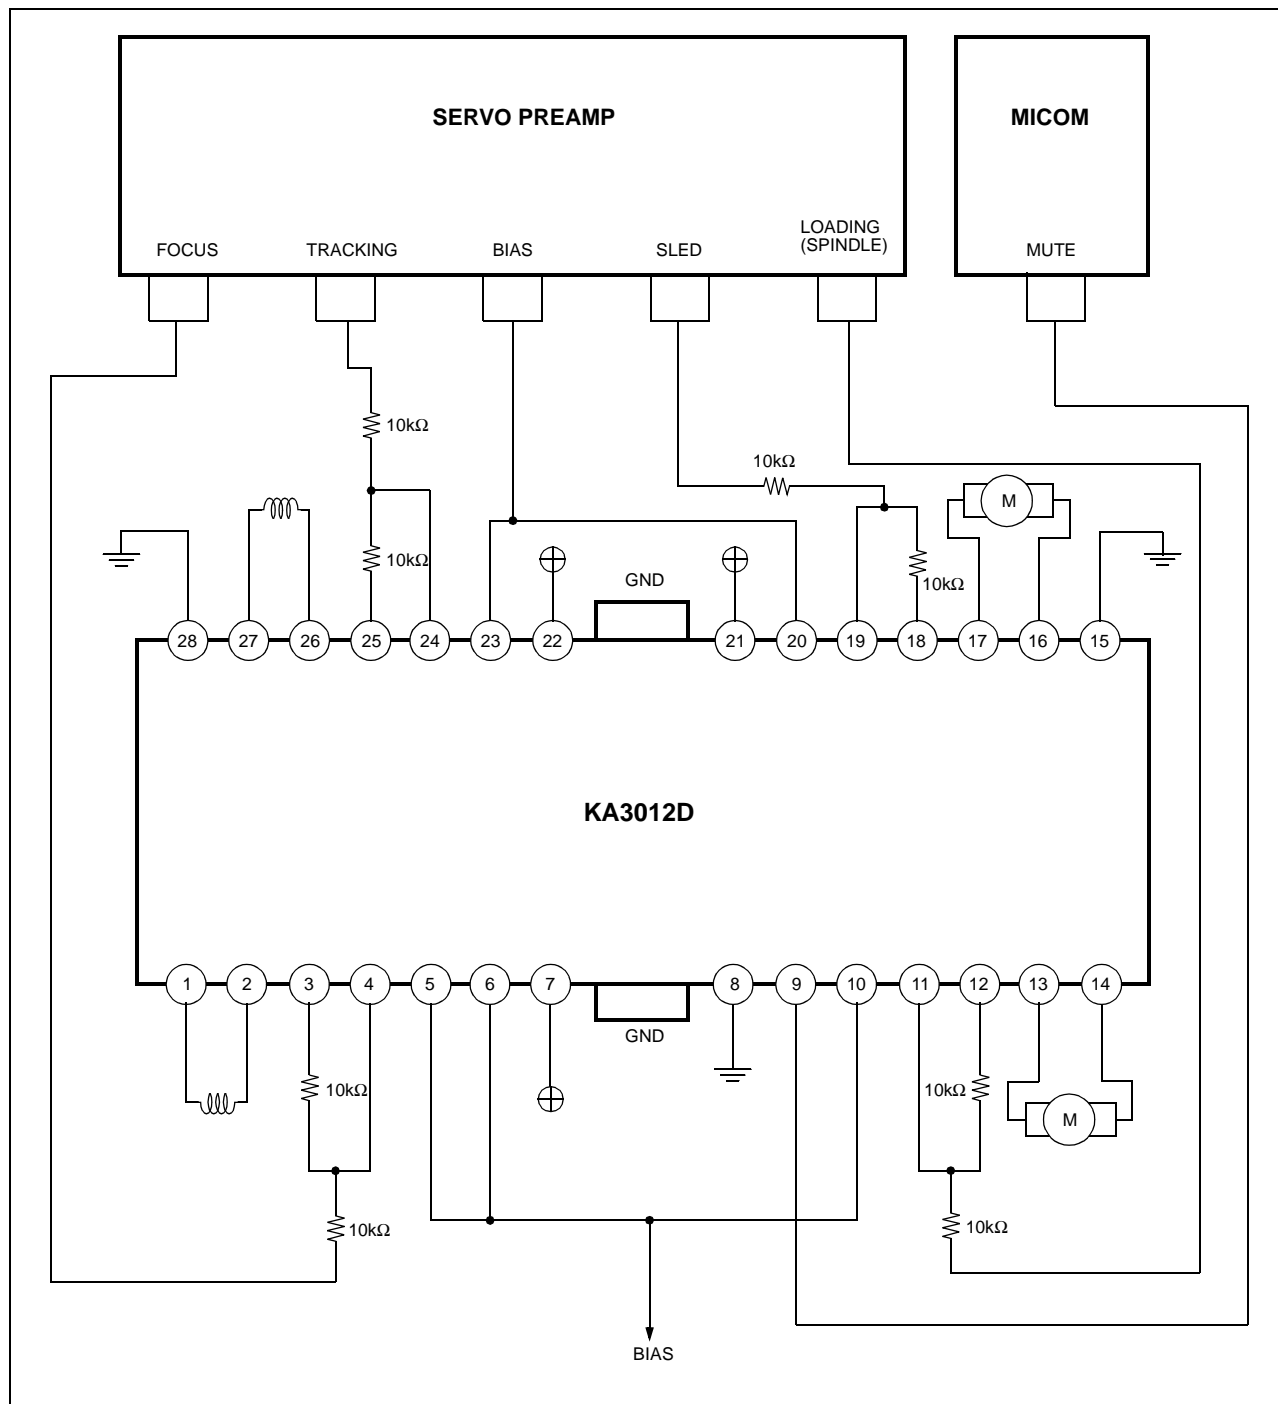 SERVO PREAMP
MICOM
LOADING
(SPINDLE)
FOCUS
TRACKING
BIAS
SLED
MUTE
10kΩ
10kΩ
M
10kΩ
GND
10kΩ
28
27
26
25
24
23
22
21
20
19
18
17
16
15
KA3012D
1
2
3
4
5
6
7
8
9
10
11
12
13
14
GND
10kΩ
10kΩ
M
10kΩ
10kΩ
BIAS